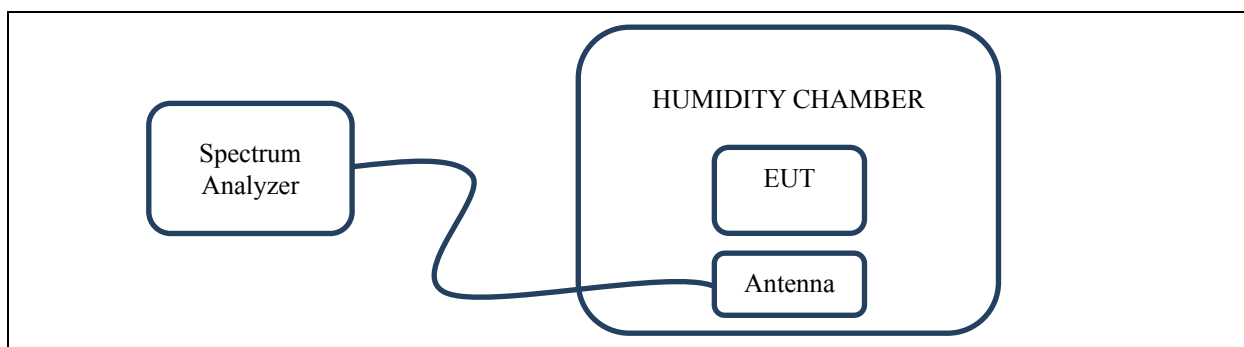 HUMIDITY CHAMBER
Spectrum
Analyzer
EUT
Antenna